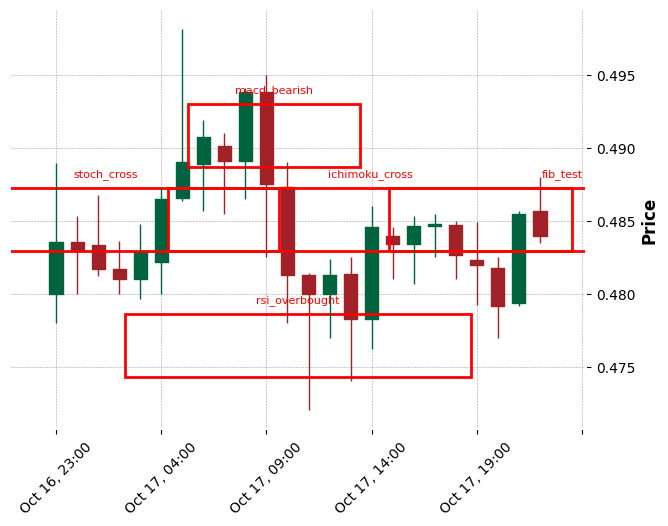 0.495
macd_bearish
0.490
stoch_cross
ichimoku_cross
fib_test
0.485
Price
0.480
rsi_overbought
0.475
Oct 16, 23:00
Oct 17, 04:00
Oct 17, 09:00
Oct 17, 14:00
Oct 17, 19:00